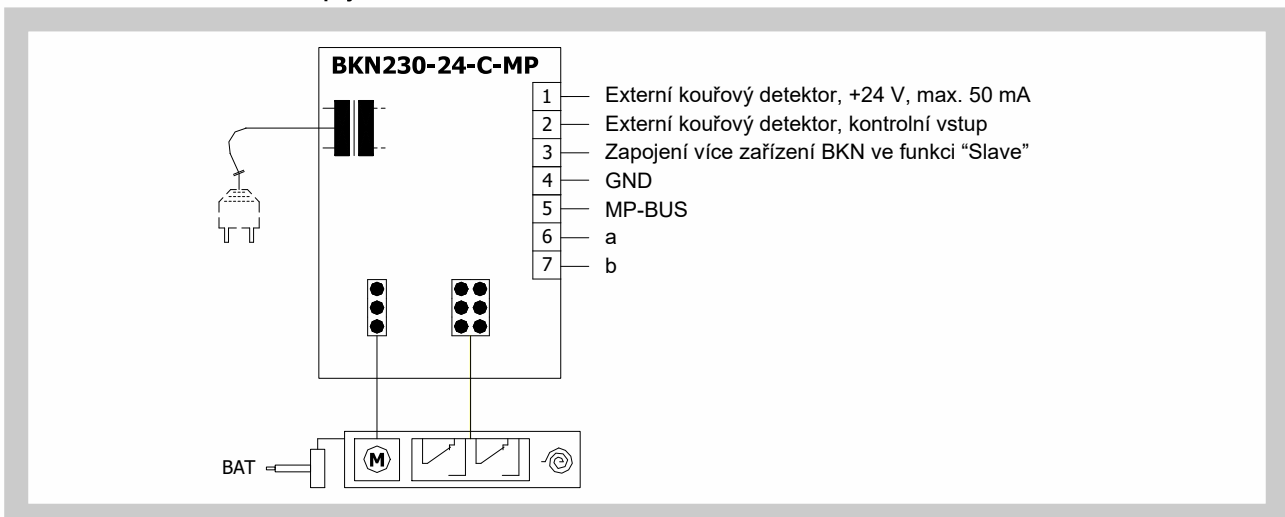 BKN230-24-C-MP
1 Externí kouřový detektor, +24 V, max. 50 mA
2 Externí kouřový detektor, kontrolní vstup
3 Zapojení více zařízení BKN ve funkci “Slave”
4 GND
5 MP-BUS
6 a
7 b
BAT
M